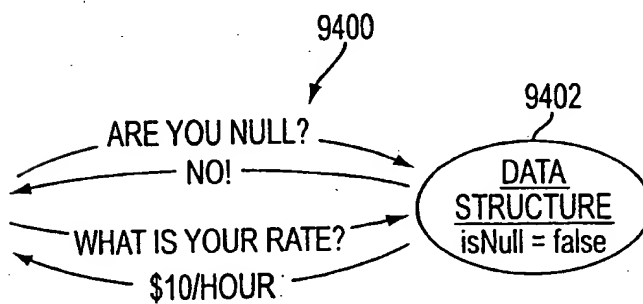 9400
9402
ARE YOU NULL?
NO!
WHAT IS YOUR RATE?
$10/HOUR
DATA
STRUCTURE
isNull = false